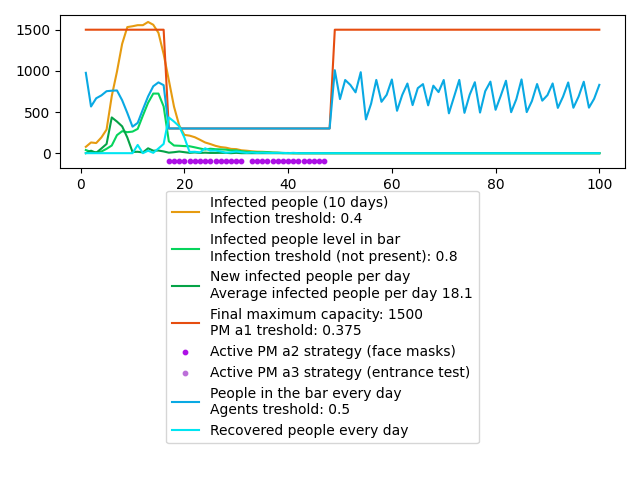 1500
1000
500
0
0 20 40 60 80 100
Infected people (10 days)
Infection treshold: 0.4
Infected people level in bar
Infection treshold (not present): 0.8
New infected people per day
Average infected people per day 18.1
Final maximum capacity: 1500
PM a1 treshold: 0.375
Active PM a2 strategy (face masks)
Active PM a3 strategy (entrance test)
People in the bar every day
Agents treshold: 0.5
Recovered people every day